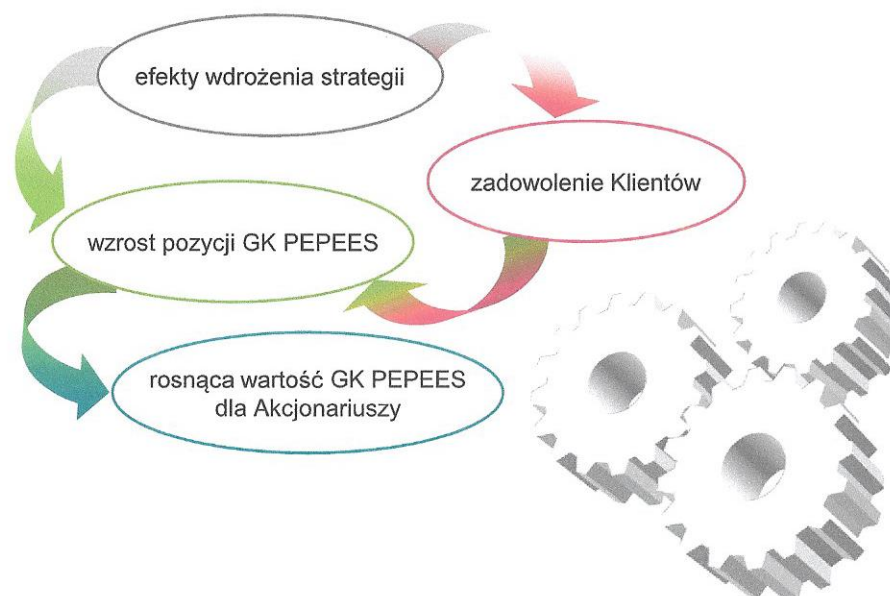 efekty wdrożenia strategii
zadowolenie Klientów
wzrost pozycji GK PEPEES
rosnąca wartość GK PEPEES
dla Akcjonariuszy